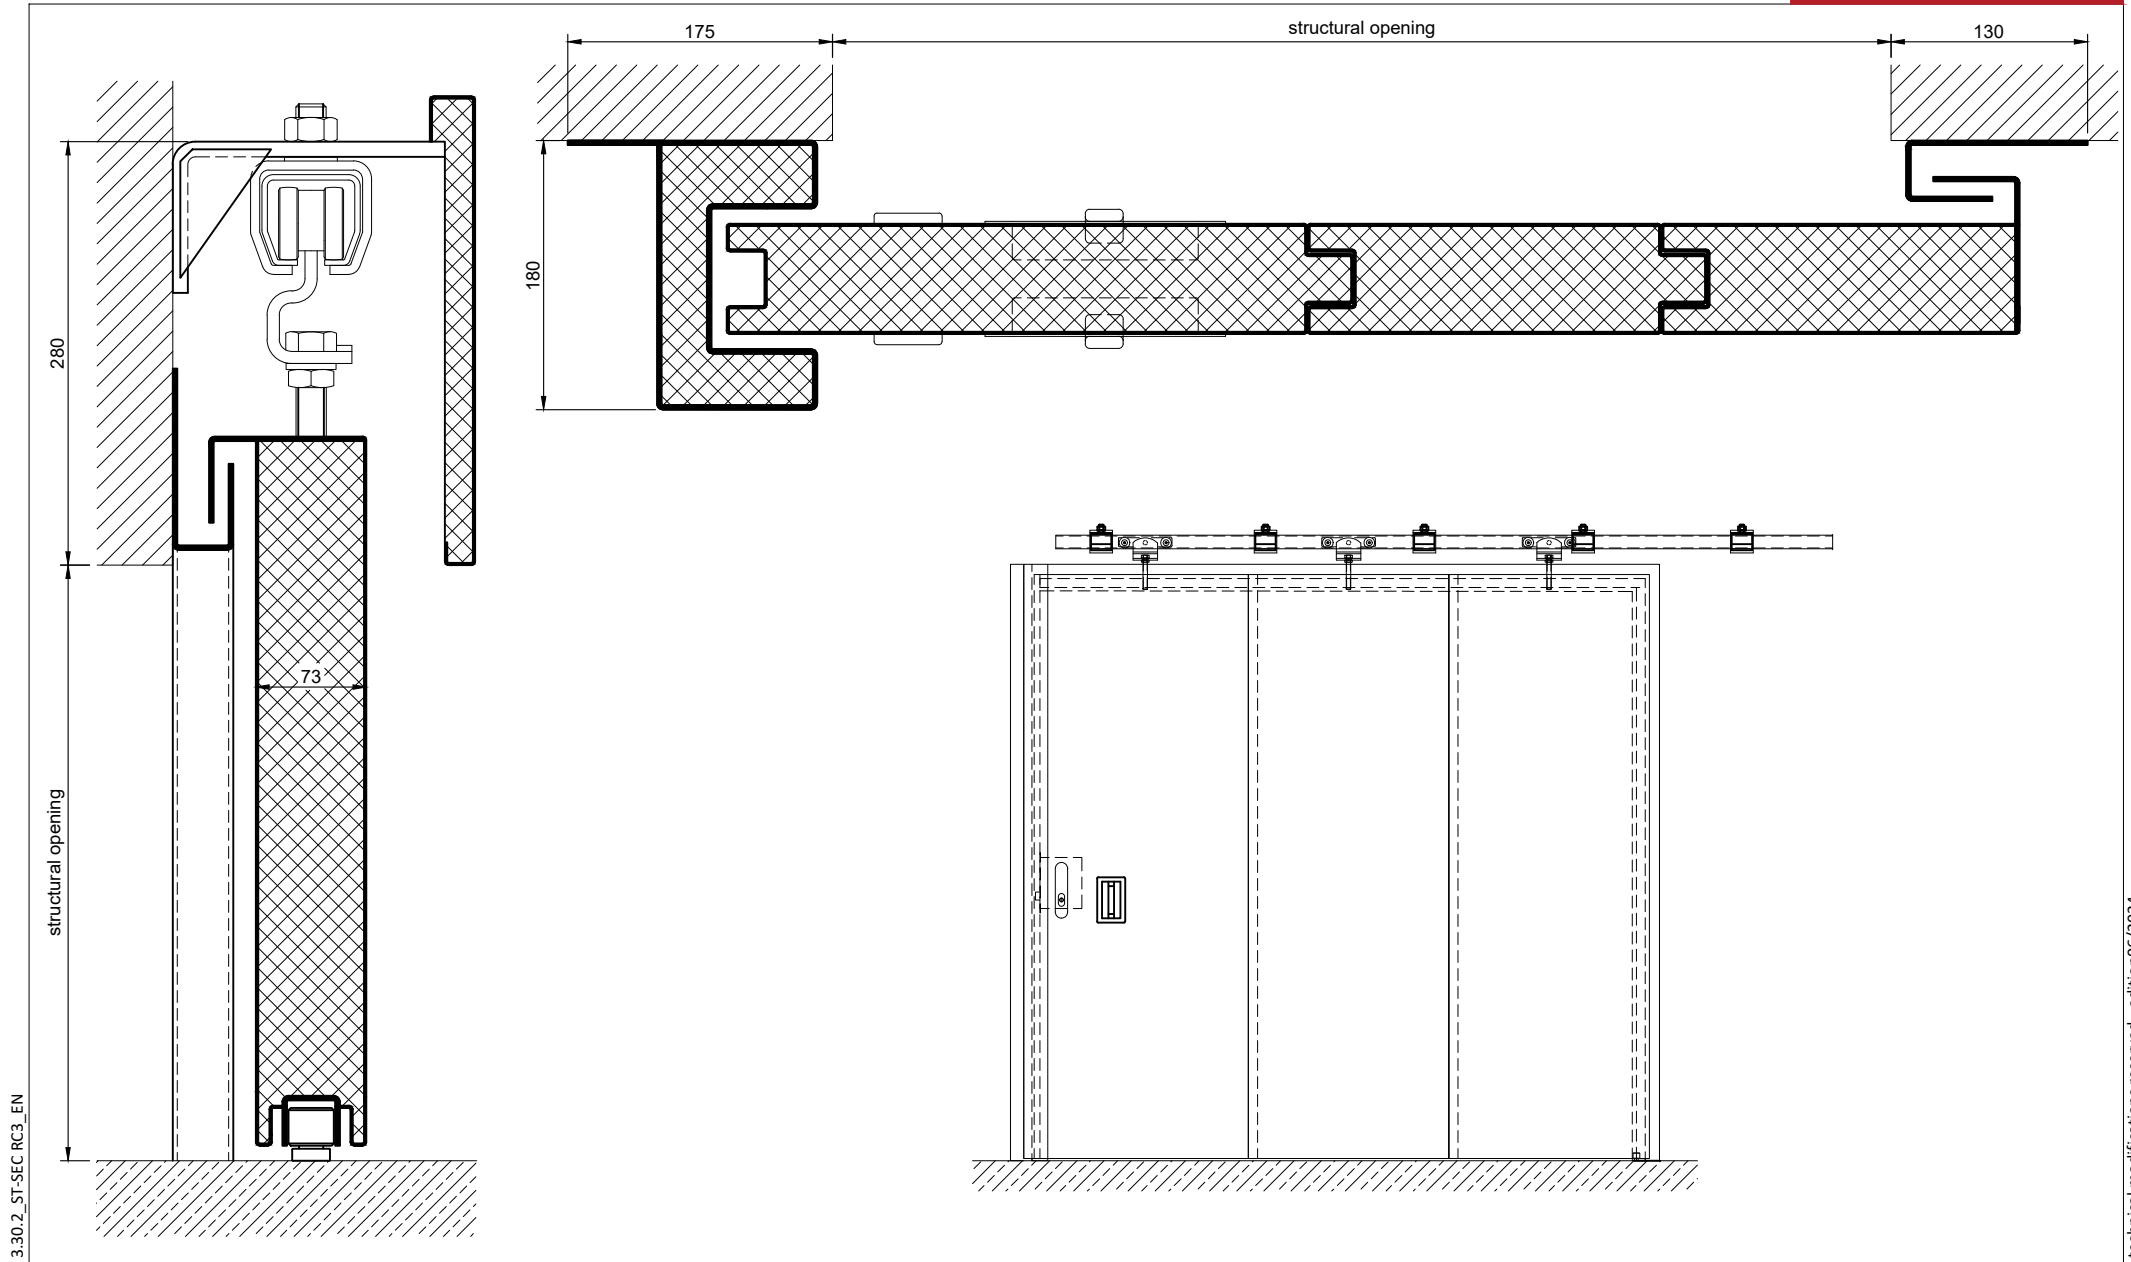 175
structural opening
130
180
280
73
structural opening
3.30.2_ST-SEC RC3_EN